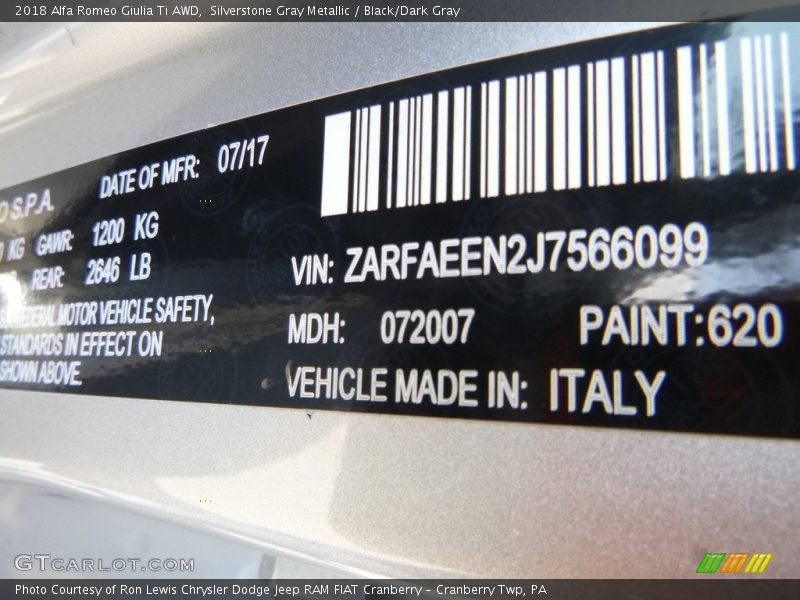 2018 Alfa Romeo Giulia Ti AWD, Silverstone Gray Metallic / Black/Dark Gray
S.P.A. DATE OF MFR: 07/17
KG GAWR: 1200 KG
REAR: 2646 LB
FEDERAL MOTOR VEHICLE SAFETY,
STANDARDS IN EFFECT ON
SHOWN ABOVE.
VIN: ZARFAEEN2J7566099
MDH: 072007 PAINT:620
VEHICLE MADE IN: ITALY
GTCARLOT.COM
Photo Courtesy of Ron Lewis Chrysler Dodge Jeep RAM FIAT Cranberry - Cranberry Twp, PA